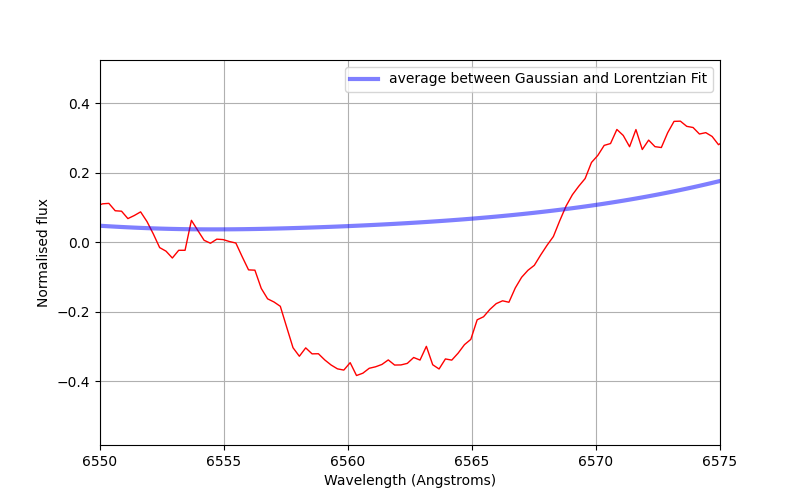 average between Gaussian and Lorentzian Fit
Normalised flux
0.4
0.2
0.0
−0.2
−0.4
6550 6555 6560 6565 6570 6575
Wavelength (Angstroms)